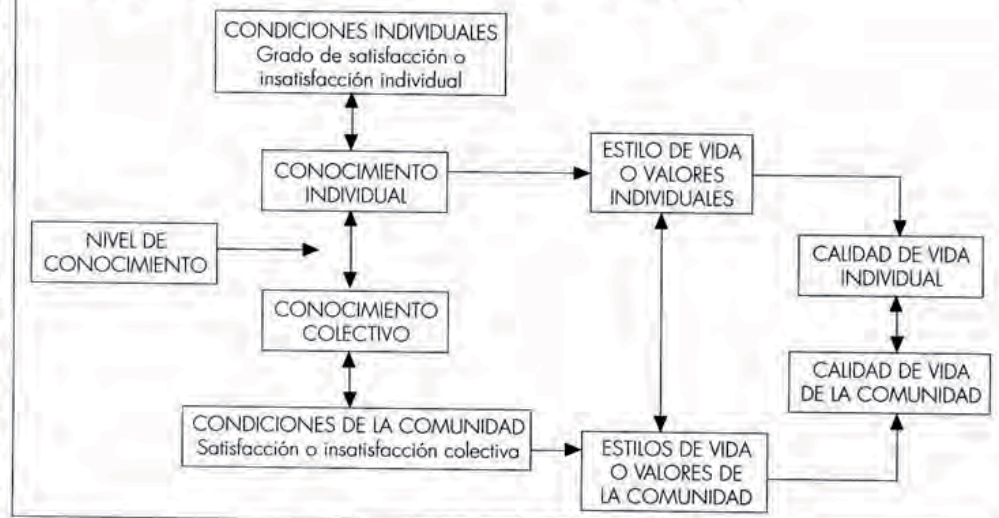 CONDICIONES INDIVIDUALES
Grado de satisfacción o
insatisfacción individual
CONOCIMIENTO
INDIVIDUAL
ESTILO DE VIDA
O VALORES
INDIVIDUALES
NIVEL DE
CONOCIMIENTO
CALIDAD DE VIDA
INDIVIDUAL
CONOCIMIENTO
COLECTIVO
CALIDAD DE VIDA
DE LA COMUNIDAD
CONDICIONES DE LA COMUNIDAD
Satisfacción o insatisfacción colectiva
ESTILOS DE VIDA
O VALORES DE
LA COMUNIDAD